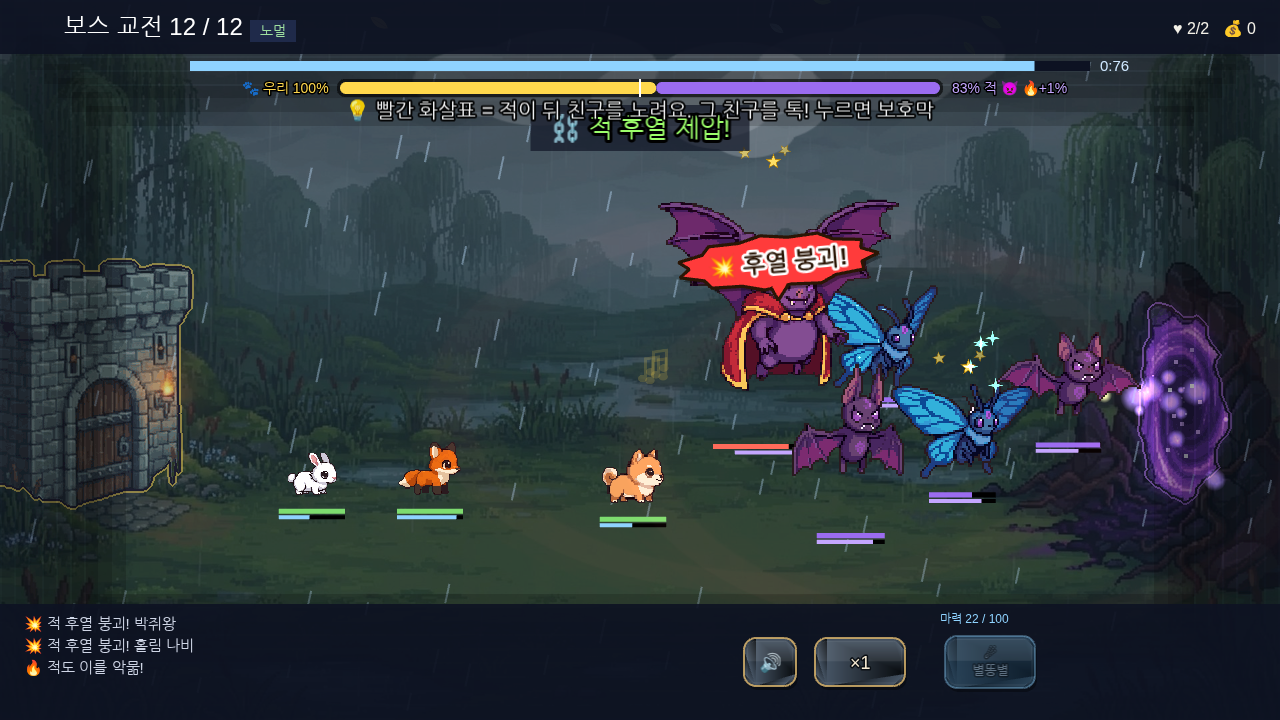 보스 교전 12 / 12 노멀
♥ 2/2 💰 0
0:76
🐾 우리 100%
83% 적 👿 🔥+1%
💡 빨간 화살표 = 적이 뒤 친구를 노려요. 그 친구를 톡! 누르면 보호막
⛓ 적 후열 제압!
💥 후열 붕괴!
💥 적 후열 붕괴! 박쥐왕
💥 적 후열 붕괴! 홀림 나비
🔥 적도 이를 악묾!
마력 22 / 100
🔊
×1
별똥별